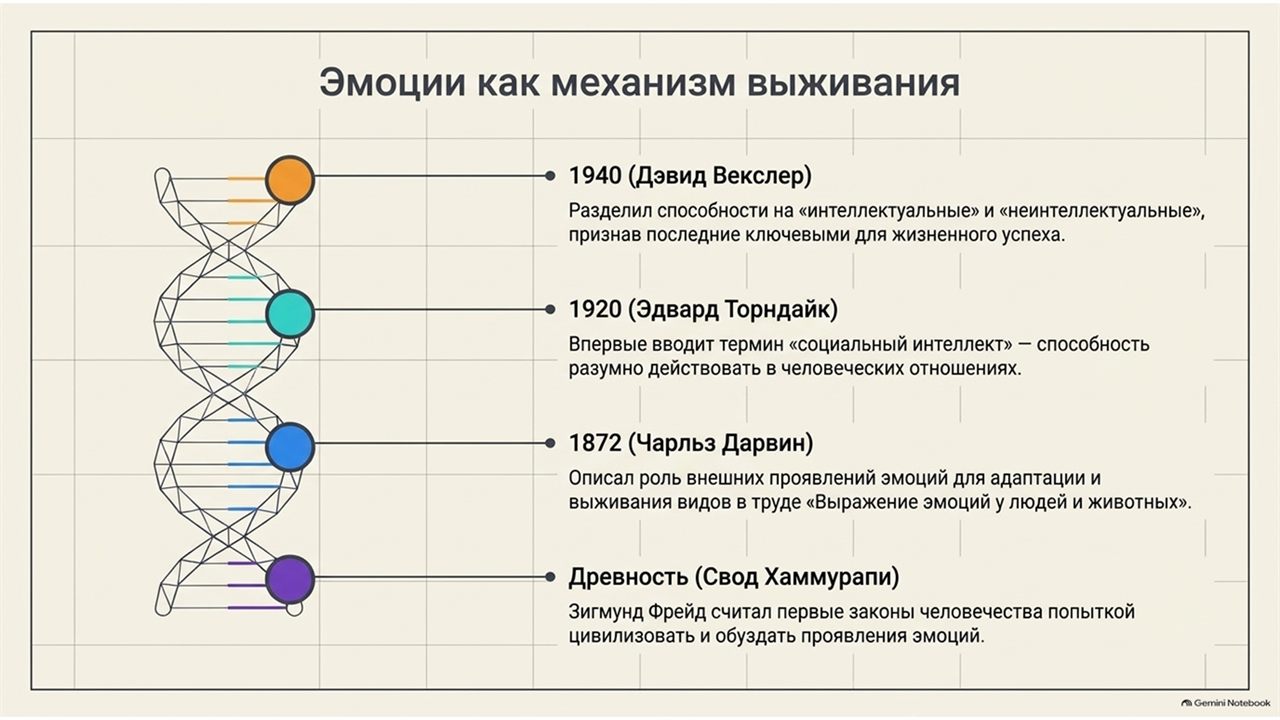 Эмоции как механизм выживания
1940 (Дэвид Векслер)
Разделил способности на «интеллектуальные» и «неинтеллектуальные»,
признав последние ключевыми для жизненного успеха.
1920 (Эдвард Торндайк)
Впервые вводит термин «социальный интеллект» — способность
разумно действовать в человеческих отношениях.
1872 (Чарльз Дарвин)
Описал роль внешних проявлений эмоций для адаптации и
выживания видов в труде «Выражение эмоций у людей и животных».
Древность (Свод Хаммурапи)
Зигмунд Фрейд считал первые законы человечества попыткой
цивилизовать и обуздать проявления эмоций.
Gemini Notebook